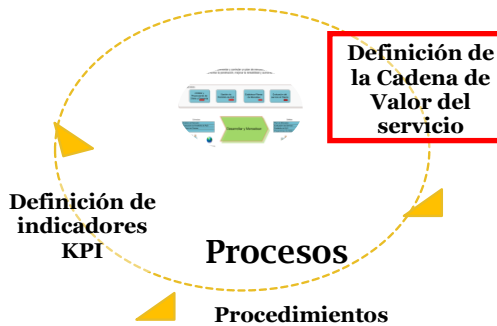 Definición de
la Cadena de
Valor del
servicio
Definición de
indicadores
KPI
Procesos
Procedimientos